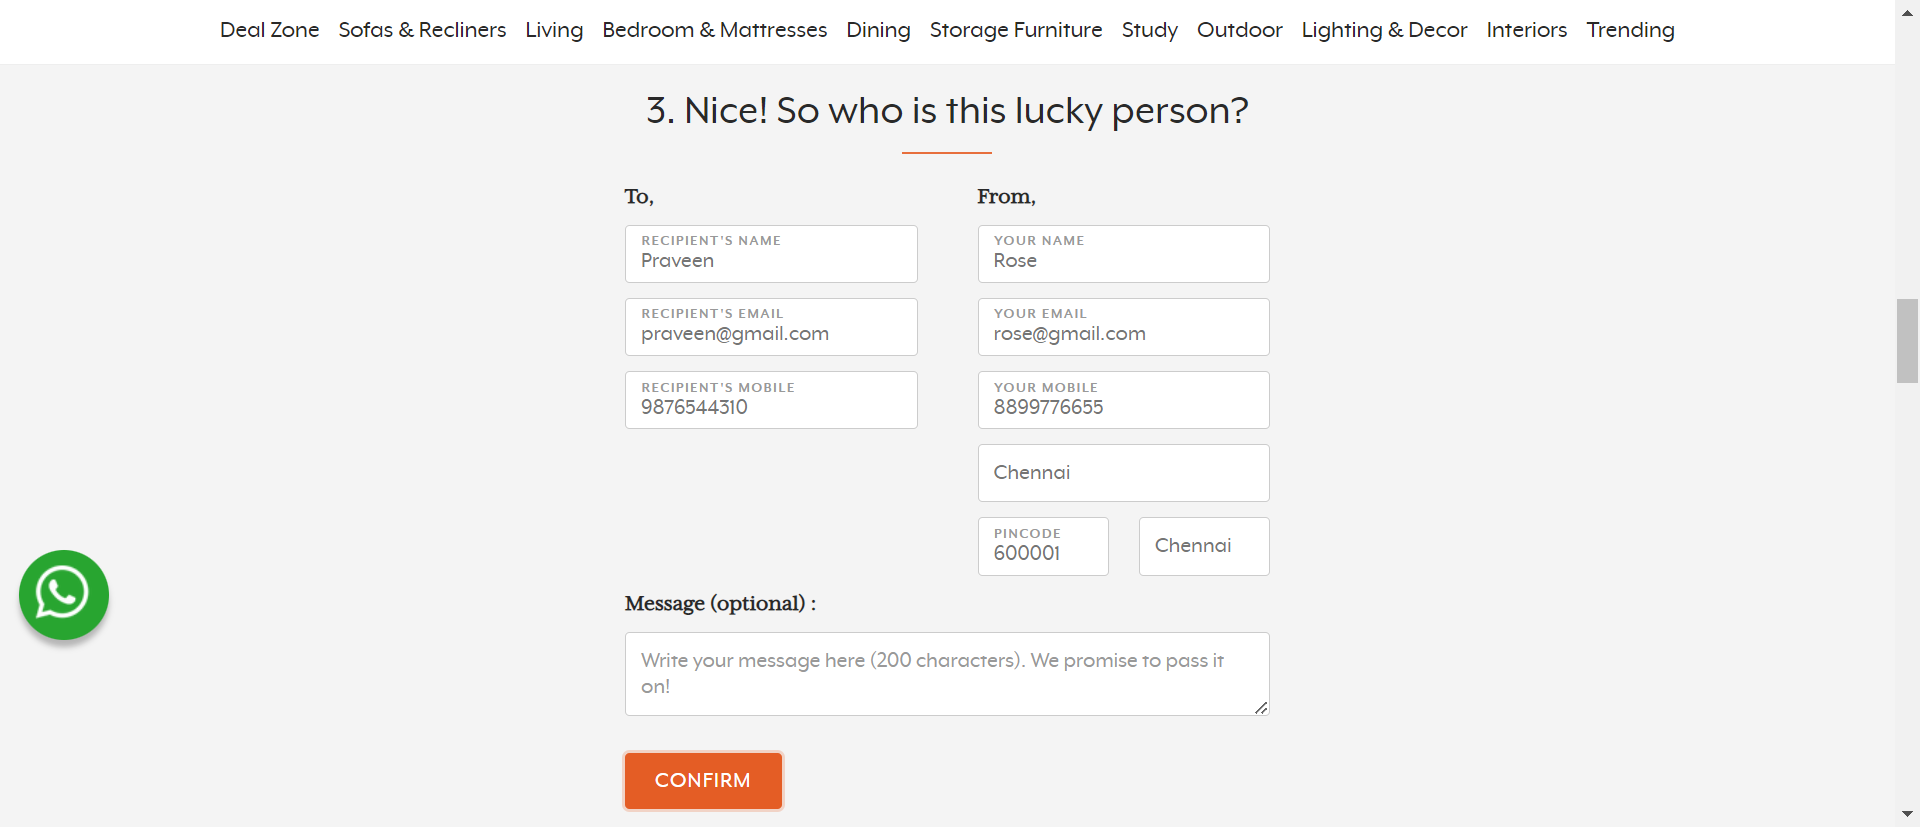 Deal Zone Sofas & Recliners Living Bedroom & Mattresses Dining Storage Furniture Study Outdoor Lighting & Decor Interiors Trending
3. Nice! So who is this lucky person?
To,
From,
RECIPIENT'S NAME
Praveen
YOUR NAME
Rose
RECIPIENT'S EMAIL
praveen@gmail.com
YOUR EMAIL
rose@gmail.com
RECIPIENT'S MOBILE
9876544310
YOUR MOBILE
8899776655
Chennai
PINCODE
600001
Chennai
Message (optional) :
Write your message here (200 characters). We promise to pass it
on!
CONFIRM